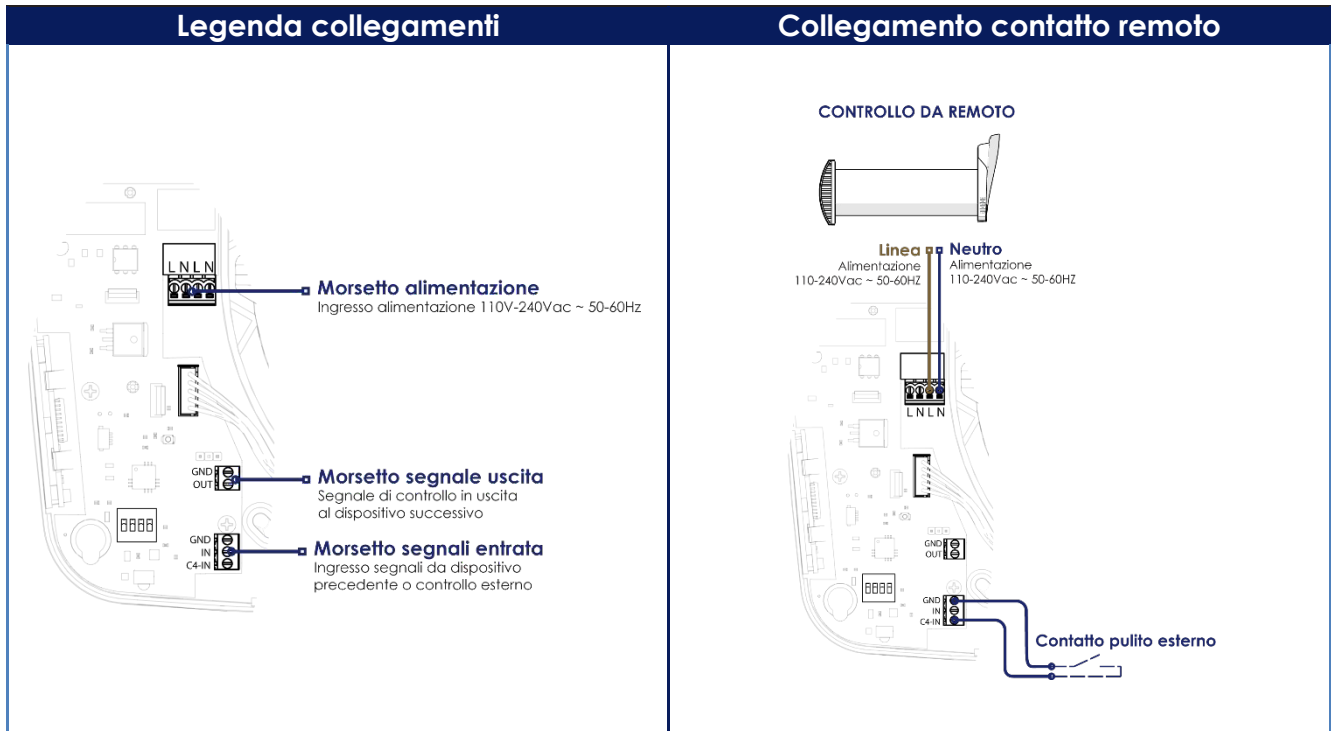 Legenda collegamenti
L N L N
Morsetto alimentazione
Ingresso alimentazione 110V-240Vac ~ 50-60Hz
GND
OUT
Morsetto segnale uscita
Segnale di controllo in uscita
al dispositivo successivo
GND
IN
C4-IN
Morsetto segnali entrata
Ingresso segnali da dispositivo
precedente o controllo esterno
Collegamento contatto remoto
CONTROLLO DA REMOTO
Linea
Alimentazione
110-240Vac ~ 50-60HZ
Neutro
Alimentazione
110-240Vac ~ 50-60HZ
L N L N
GND
OUT
GND
IN
C4-IN
Contatto pulito esterno